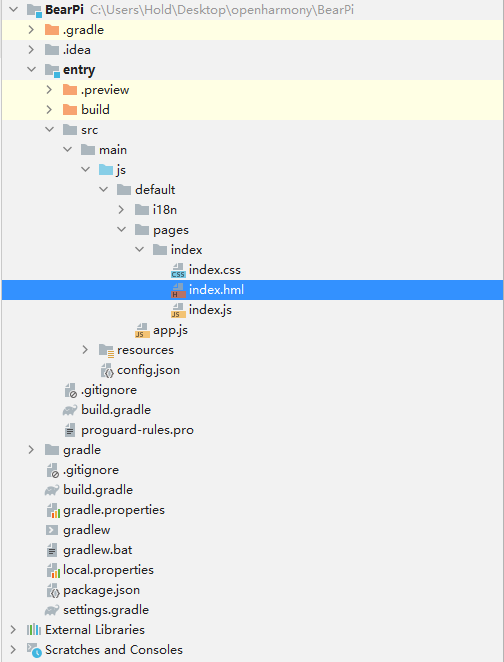 BearPi C:\Users\Hold\Desktop\openharmony\BearPi
.gradle
.idea
entry
.preview
build
src
main
js
default
i18n
pages
index
index.css
index.hml
index.js
app.js
resources
config.json
.gitignore
build.gradle
proguard-rules.pro
gradle
.gitignore
build.gradle
gradle.properties
gradlew
gradlew.bat
local.properties
package.json
settings.gradle
External Libraries
Scratches and Consoles